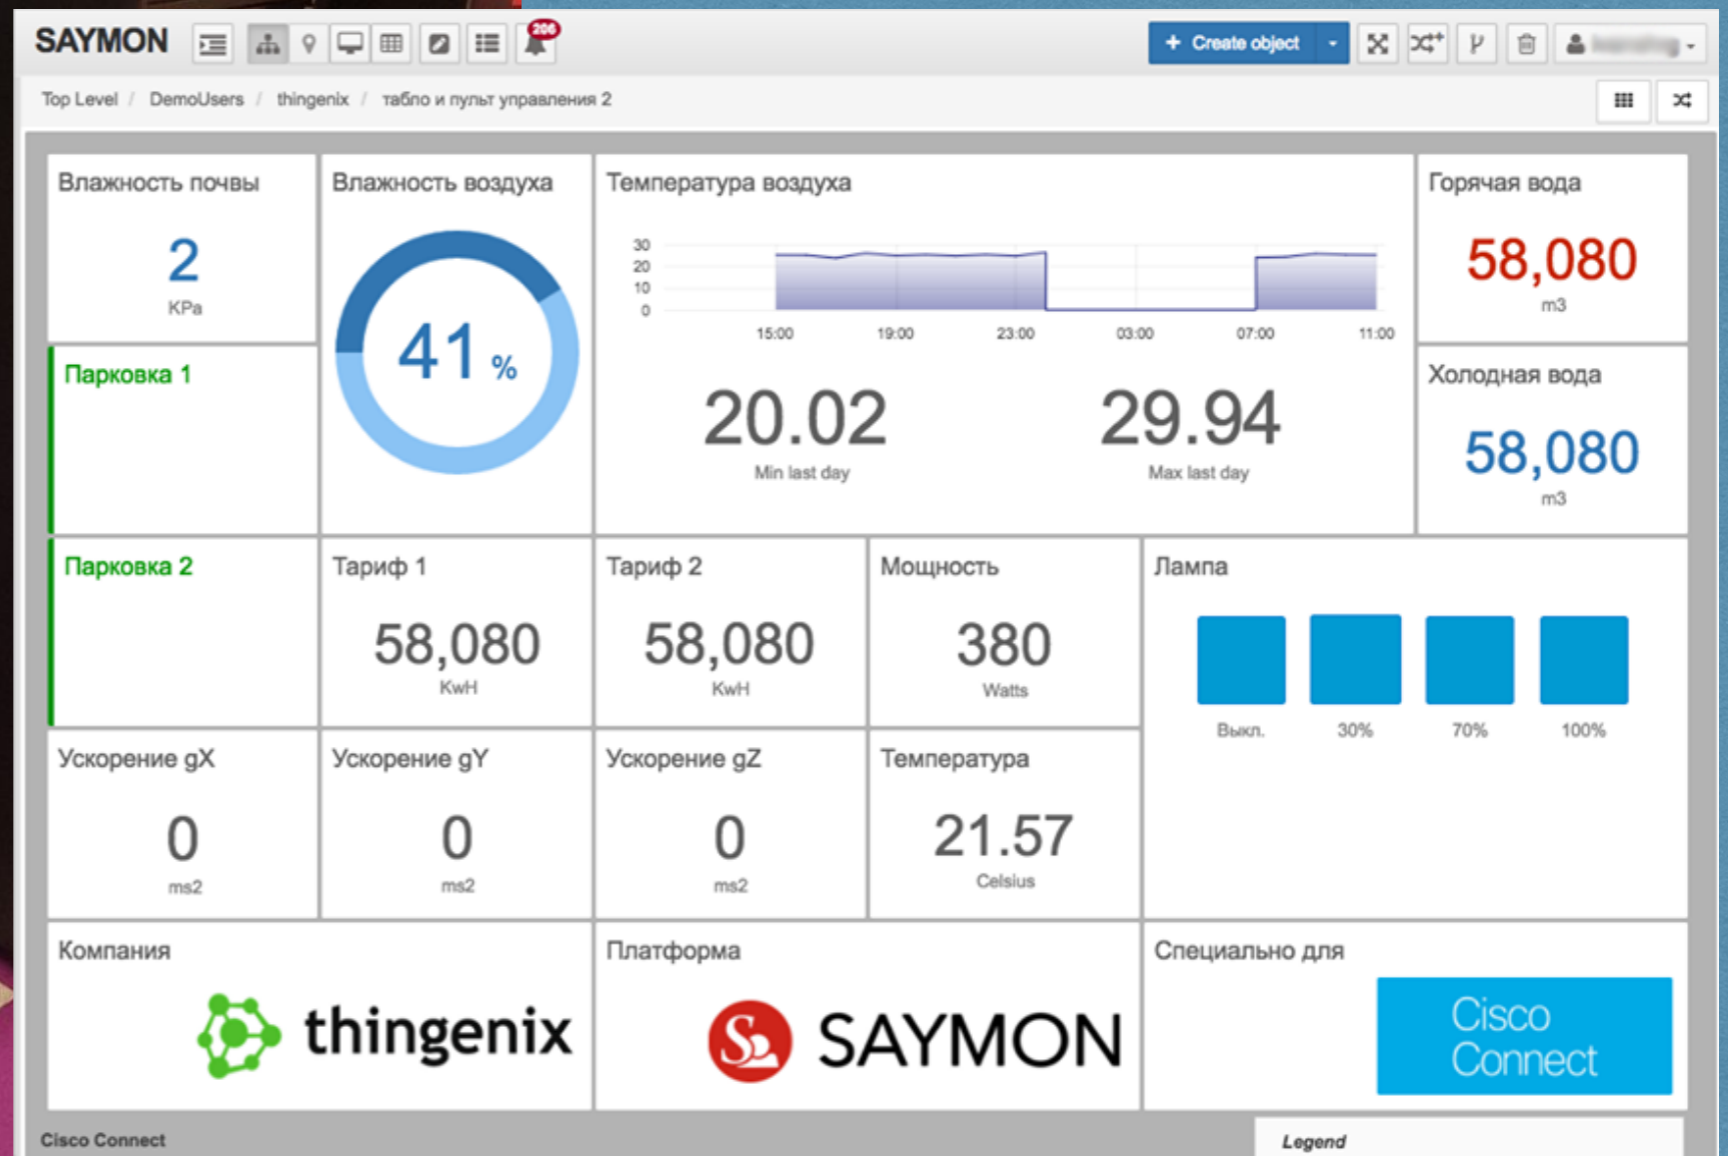 SAYMON
206
+ Create object
Top Level / DemoUsers / thingenix / табло и пульт управления 2
Влажность почвы
2
KPa
Влажность воздуха
41 %
Температура воздуха
30
20
10
0
15:00 19:00 23:00 03:00 07:00 11:00
20.02
Min last day
29.94
Max last day
Горячая вода
58,080
m3
Парковка 1
Холодная вода
58,080
m3
Парковка 2
Тариф 1
58,080
KwH
Тариф 2
58,080
KwH
Мощность
380
Watts
Лампа
Выкл. 30% 70% 100%
Ускорение gX
0
ms2
Ускорение gY
0
ms2
Ускорение gZ
0
ms2
Температура
21.57
Celsius
Компания
thingenix
Платформа
SAYMON
Специально для
Cisco
Connect
Cisco Connect
Legend